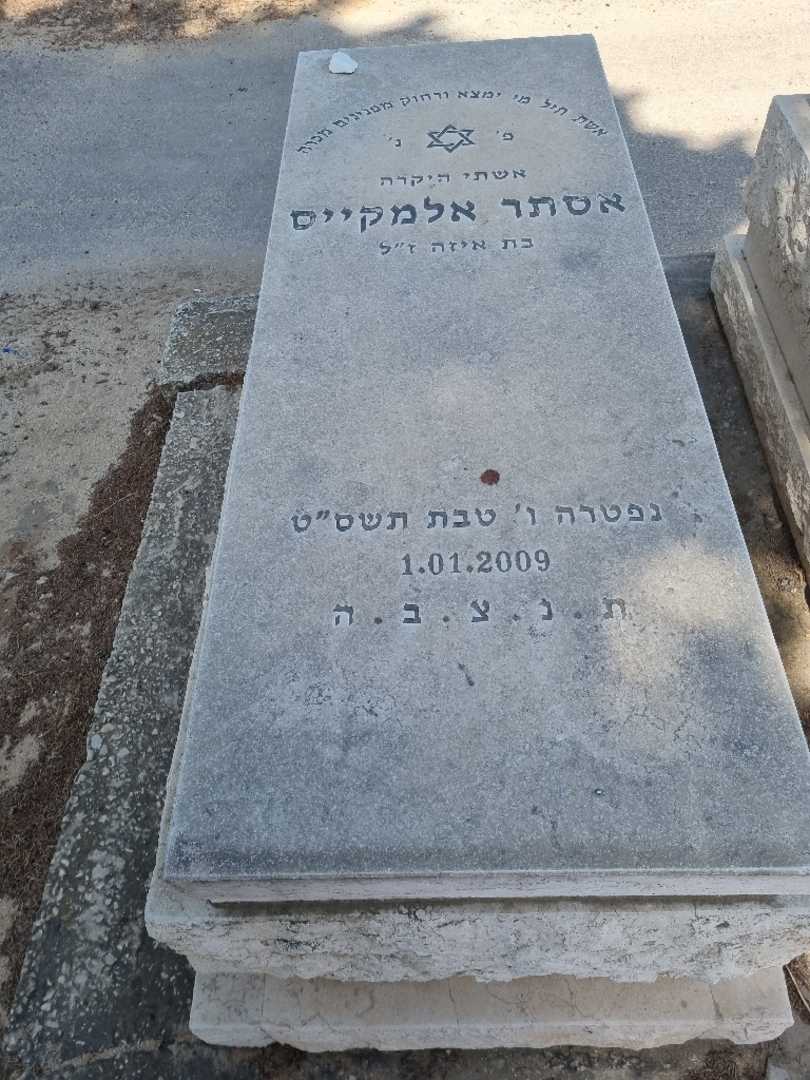 אשת חיל מי ימצא ורחוק מפנינים מכרה
פ' נ'
אשתי היקרה
אסתר אלמקייס
בת איזה ז"ל
נפטרה ו' טבת תשס"ט
1.01.2009
ת . נ . צ . ב . ה